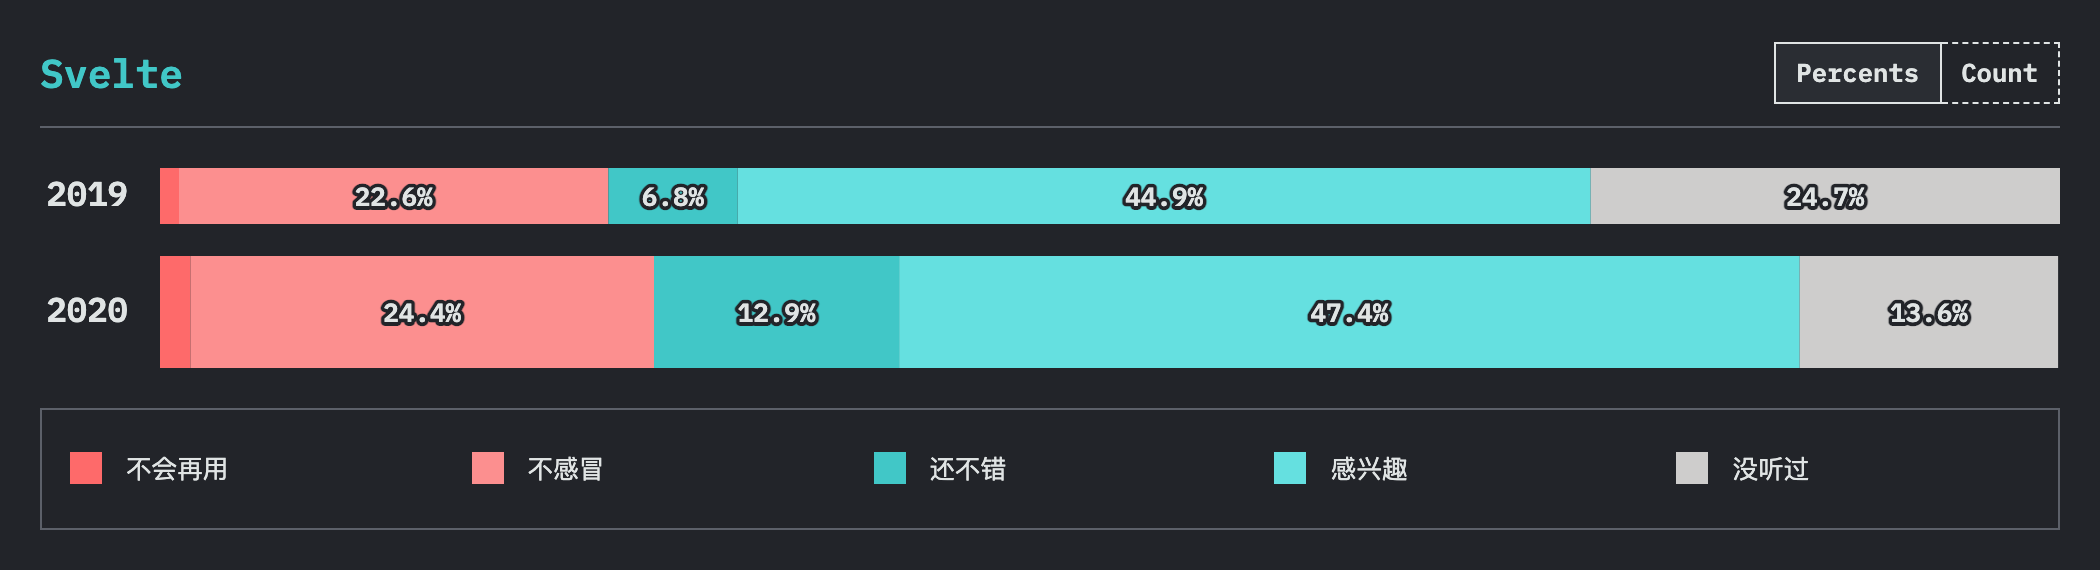 Svelte
Percents Count
2019 22.6% 6.8% 44.9% 24.7%
2020 24.4% 12.9% 47.4% 13.6%
不会再用 不感冒 还不错 感兴趣 没听过